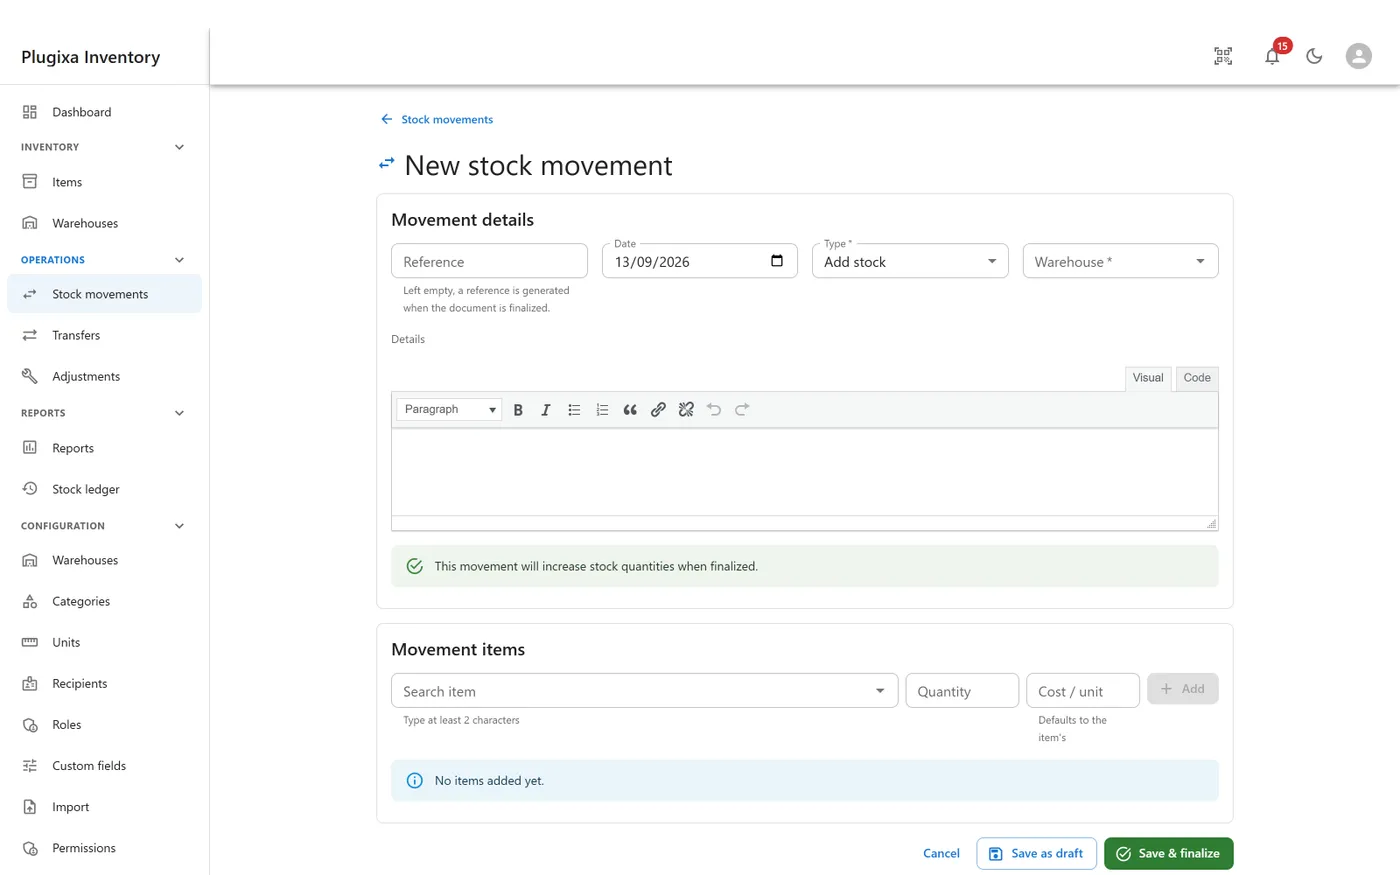 Plugixa Inventory
15
Dashboard
INVENTORY
Items
Warehouses
OPERATIONS
Stock movements
Transfers
Adjustments
REPORTS
Reports
Stock ledger
CONFIGURATION
Warehouses
Categories
Units
Recipients
Roles
Custom fields
Import
Permissions
Stock movements
New stock movement
Movement details
Reference
Left empty, a reference is generated
when the document is finalized.
Date
13/09/2026
Type *
Add stock
Warehouse *
Details
Visual
Code
Paragraph
This movement will increase stock quantities when finalized.
Movement items
Search item
Type at least 2 characters
Quantity
Cost / unit
Defaults to the
item's
Add
No items added yet.
Cancel
Save as draft
Save & finalize